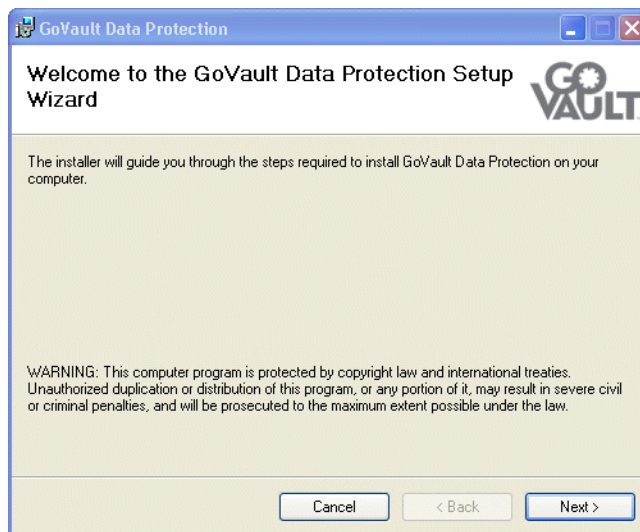 GoVault Data Protection
Welcome to the GoVault Data Protection Setup
Wizard
GO
VAULT
The installer will guide you through the steps required to install GoVault Data Protection on your
computer.
WARNING: This computer program is protected by copyright law and international treaties.
Unauthorized duplication or distribution of this program, or any portion of it, may result in severe civil
or criminal penalties, and will be prosecuted to the maximum extent possible under the law.
Cancel
< Back
Next >